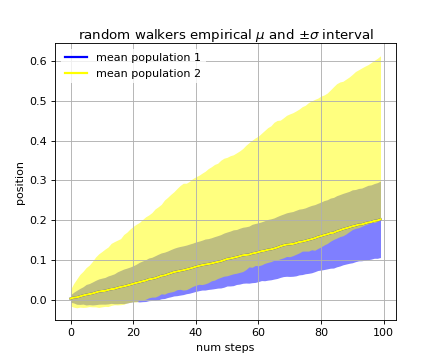 random walkers empirical μ and ±σ interval
mean population 1
mean population 2
0.6
0.5
0.4
0.3
0.2
0.1
0.0
position
0 20 40 60 80 100
num steps